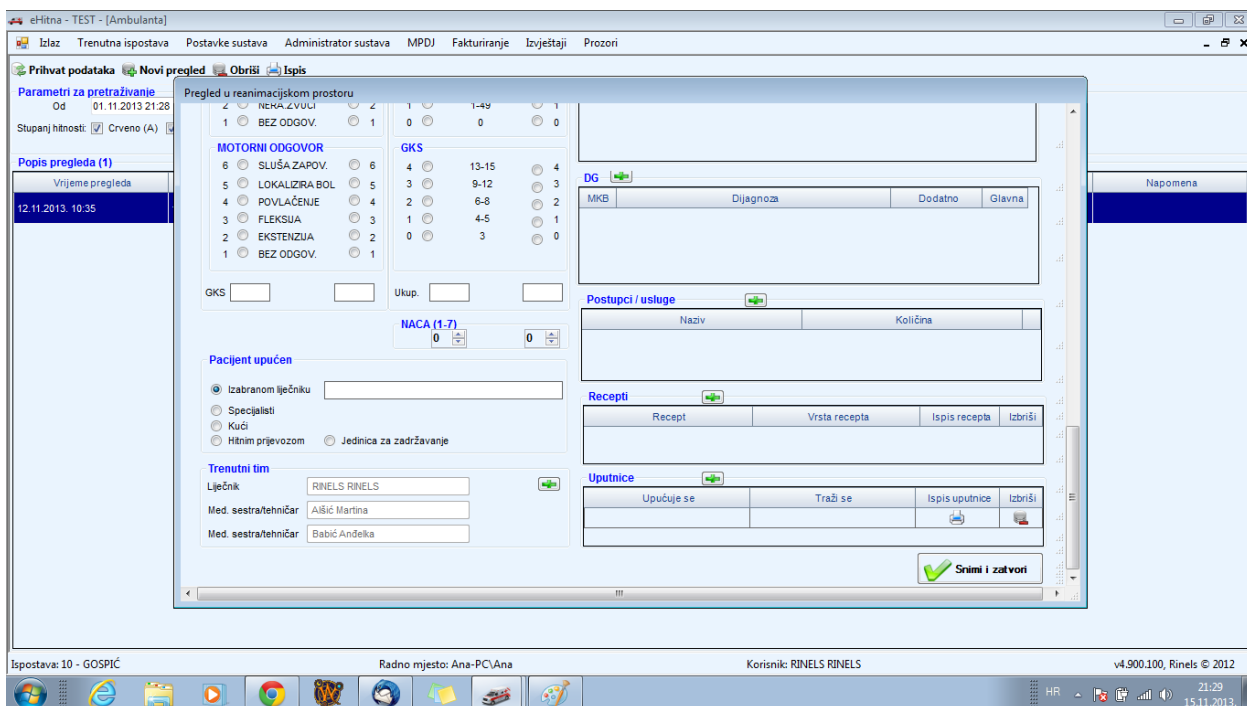 eHitna - TEST - [Ambulanta]
Izlaz Trenutna ispostava Postavke sustava Administrator sustava MPDJ Fakturiranje Izvještaji Prozori
Prihvat podataka Novi pregled Obriši Ispis
Parametri za pretraživanje
Od 01.11.2013 21:28
Stupanj hitnosti: Crveno (A)
Popis pregleda (1)
Vrijeme pregleda
Napomena
12.11.2013. 10:35
Pregled u reanimacijskom prostoru
2 NERA.ZVUCI 2 1 1-49 1
1 BEZ ODGOV. 1 0 0 0
MOTORNI ODGOVOR
6 SLUŠA ZAPOV. 6
5 LOKALIZIRA BOL 5
4 POVLAČENJE 4
3 FLEKSIJA 3
2 EKSTENZIJA 2
1 BEZ ODGOV. 1
GKS
4 13-15 4
3 9-12 3
2 6-8 2
1 4-5 1
0 3 0
GKS
Ukup.
NACA (1-7)
0 0
Pacijent upućen
Izabranom liječniku
Specijalisti
Kući
Hitnim prijevozom Jedinica za zadržavanje
Trenutni tim
Liječnik RINELS RINELS
Med. sestra/tehničar Alšić Martina
Med. sestra/tehničar Babić Anđelka
DG
MKB Dijagnoza Dodatno Glavna
Postupci / usluge
Naziv Količina
Recepti
Recept Vrsta recepta Ispis recepta Izbriši
Uputnice
Upućuje se Traži se Ispis uputnice Izbriši
Snimi i zatvori
Ispostava: 10 - GOSPIĆ Radno mjesto: Ana-PC\Ana Korisnik: RINELS RINELS v4.900.100, Rinels © 2012
HR 21:29
15.11.2013.